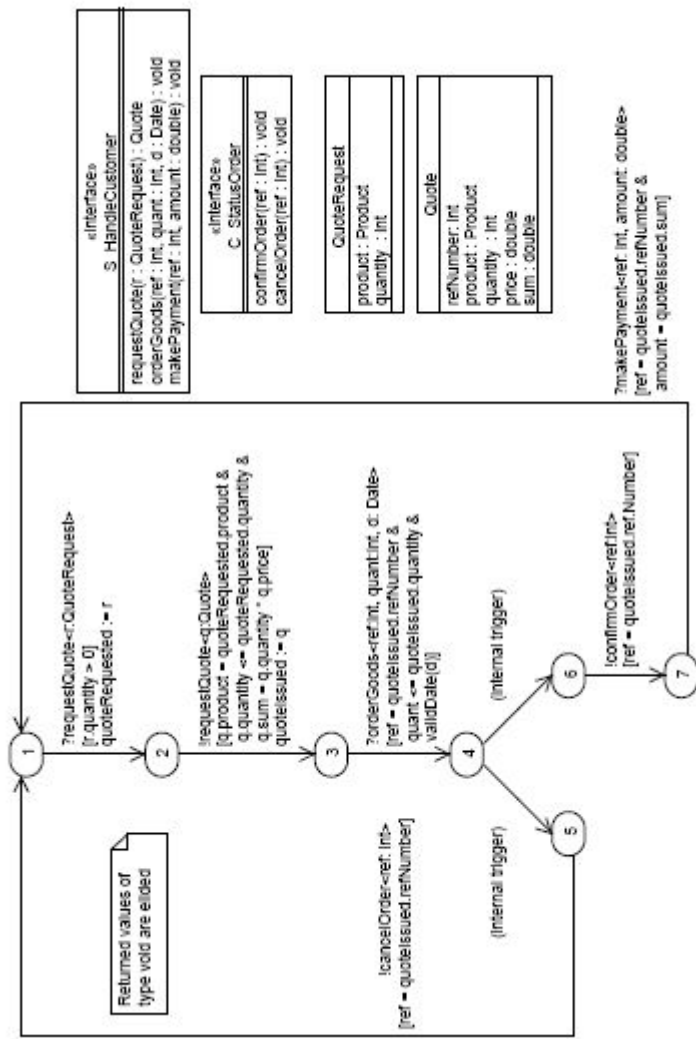 «Interface»
S_HandleCustomer
requestQuote(r : QuoteRequest) : Quote
orderGoods(ref : Int, quant : Int, d : Date) : void
makePayment(ref : Int, amount : double) : void
«Interface»
C_StatusOrder
confirmOrder(ref : Int) : void
cancelOrder(ref : Int) : void
QuoteRequest
product : Product
quantity : Int
Quote
refNumber: Int
product : Product
quantity : Int
price : double
sum : double
1
?requestQuote<r:QuoteRequest>
[r.quantity > 0]
quoteRequested := r
2
!requestQuote<q:Quote>
[q.product = quoteRequested.product &
q.quantity <= quoteRequested.quantity &
q.sum = q.quantity * q.price]
quoteIssued := q
3
?orderGoods<ref:Int, quant:Int, d: Date>
[ref = quoteIssued.refNumber &
quant <= quoteIssued.quantity &
validDate(d)]
4
(Internal trigger)
6
!confirmOrder<ref:Int>
[ref = quoteIssued.ref.Number]
7
?makePayment<ref: Int, amount: double>
[ref = quoteIssued.refNumber &
amount = quoteIssued.sum]
Returned values of
type void are elided
!cancelOrder<ref: Int>
[ref = quoteIssued.refNumber]
(Internal trigger)
5